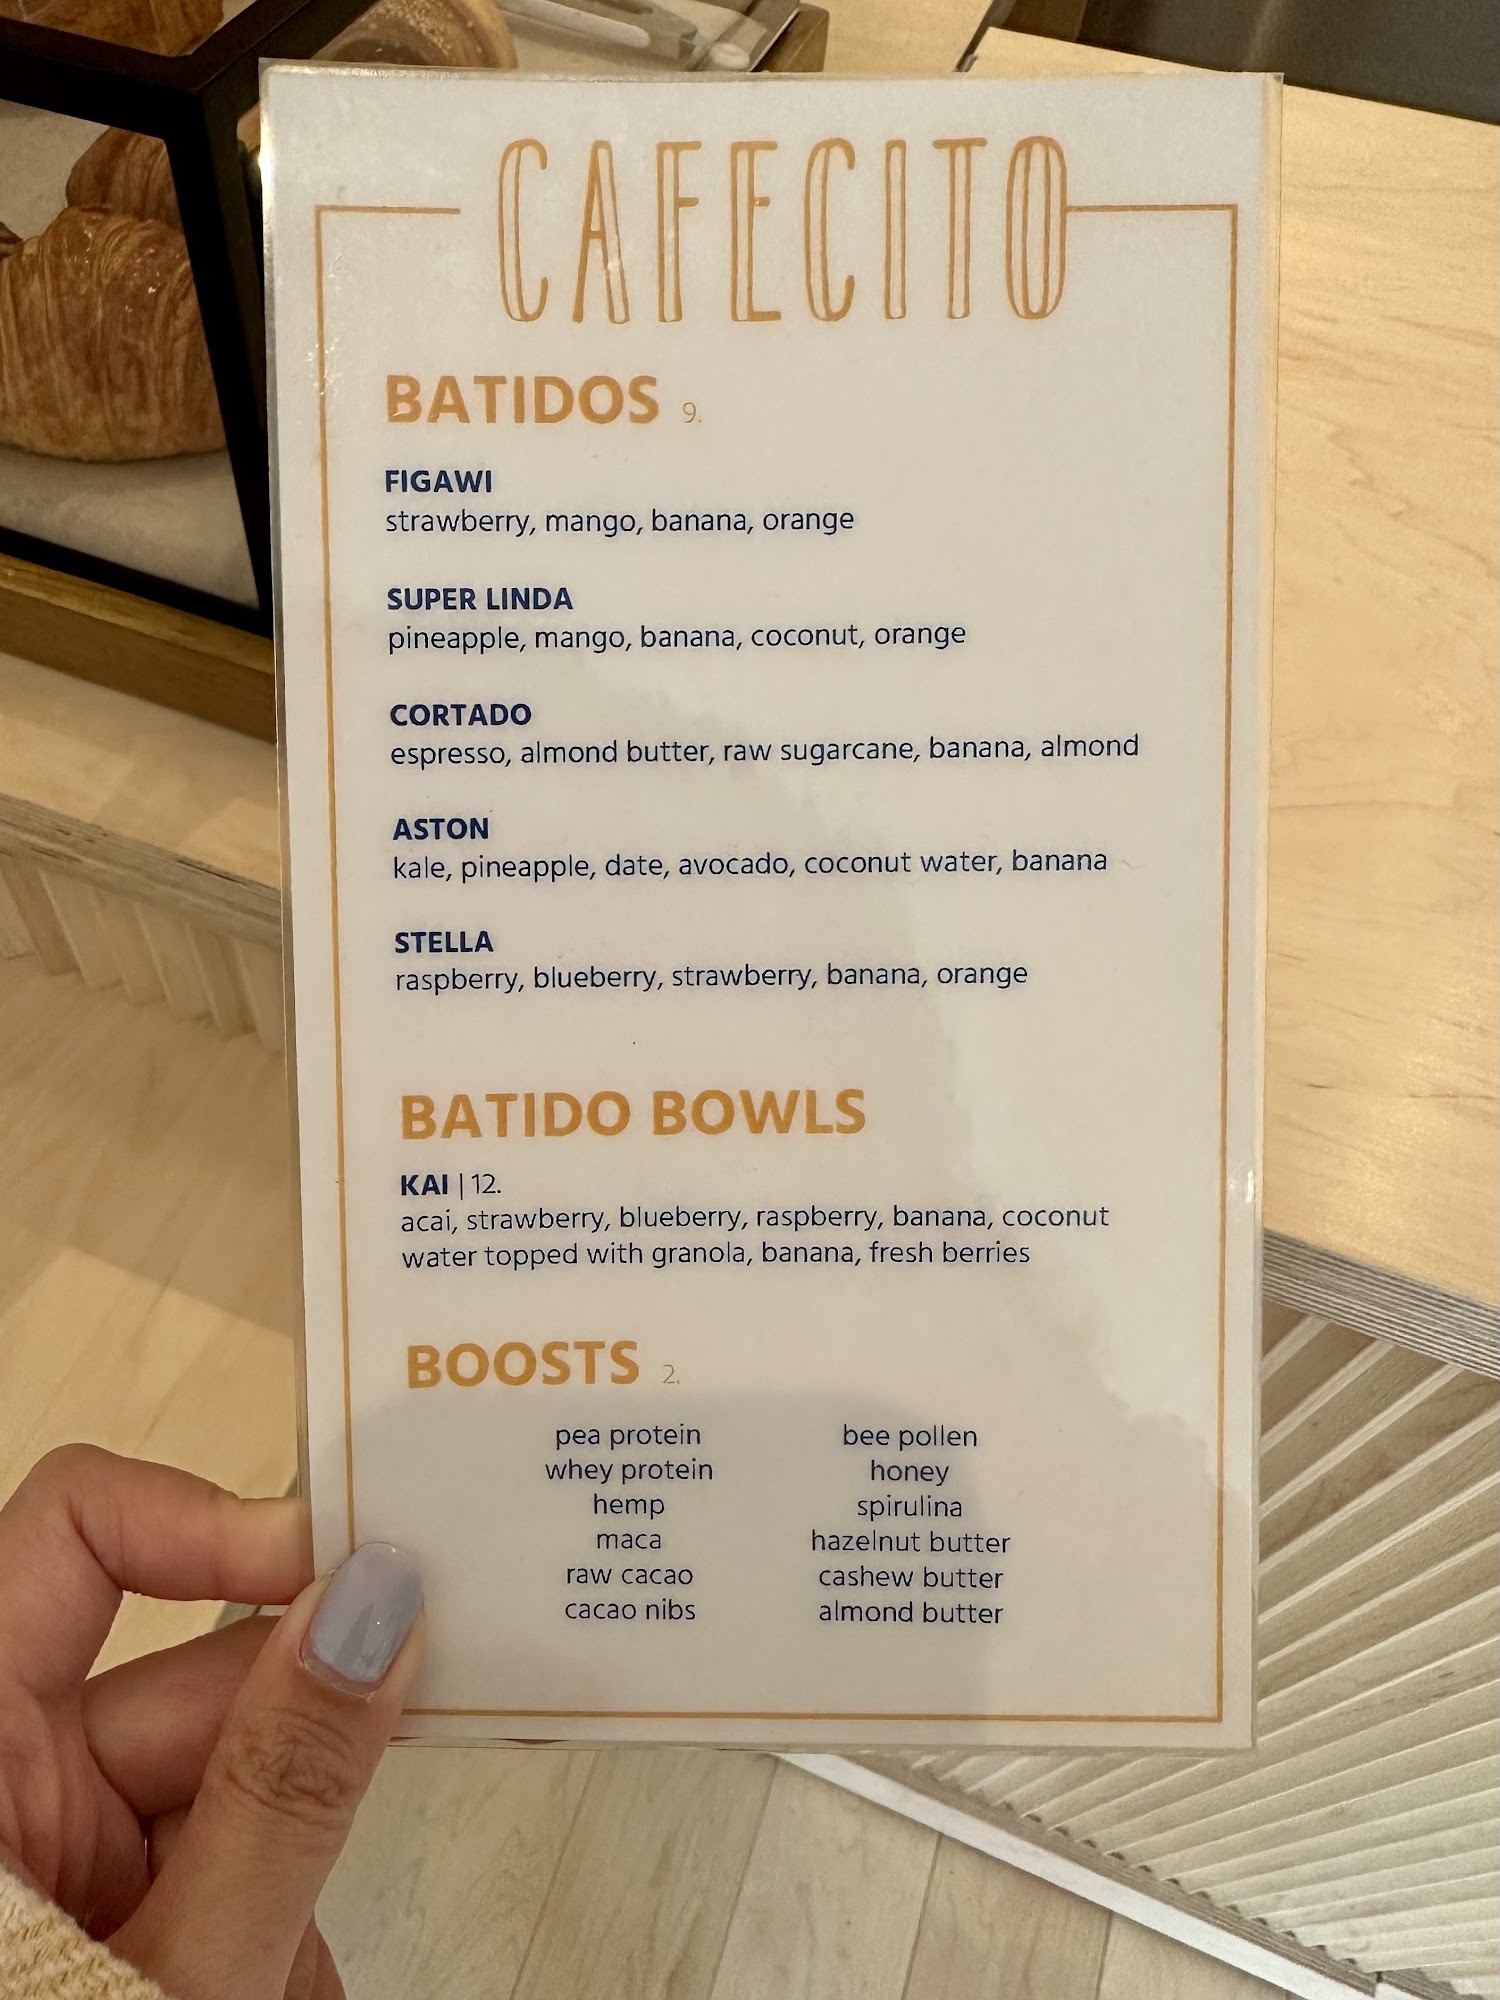 CAFECITO
BATIDOS 9.
FIGAWI
strawberry, mango, banana, orange
SUPER LINDA
pineapple, mango, banana, coconut, orange
CORTADO
espresso, almond butter, raw sugarcane, banana, almond
ASTON
kale, pineapple, date, avocado, coconut water, banana
STELLA
raspberry, blueberry, strawberry, banana, orange
BATIDO BOWLS
KAI | 12.
acai, strawberry, blueberry, raspberry, banana, coconut
water topped with granola, banana, fresh berries
BOOSTS 2.
pea protein
whey protein
hemp
maca
raw cacao
cacao nibs
bee pollen
honey
spirulina
hazelnut butter
cashew butter
almond butter